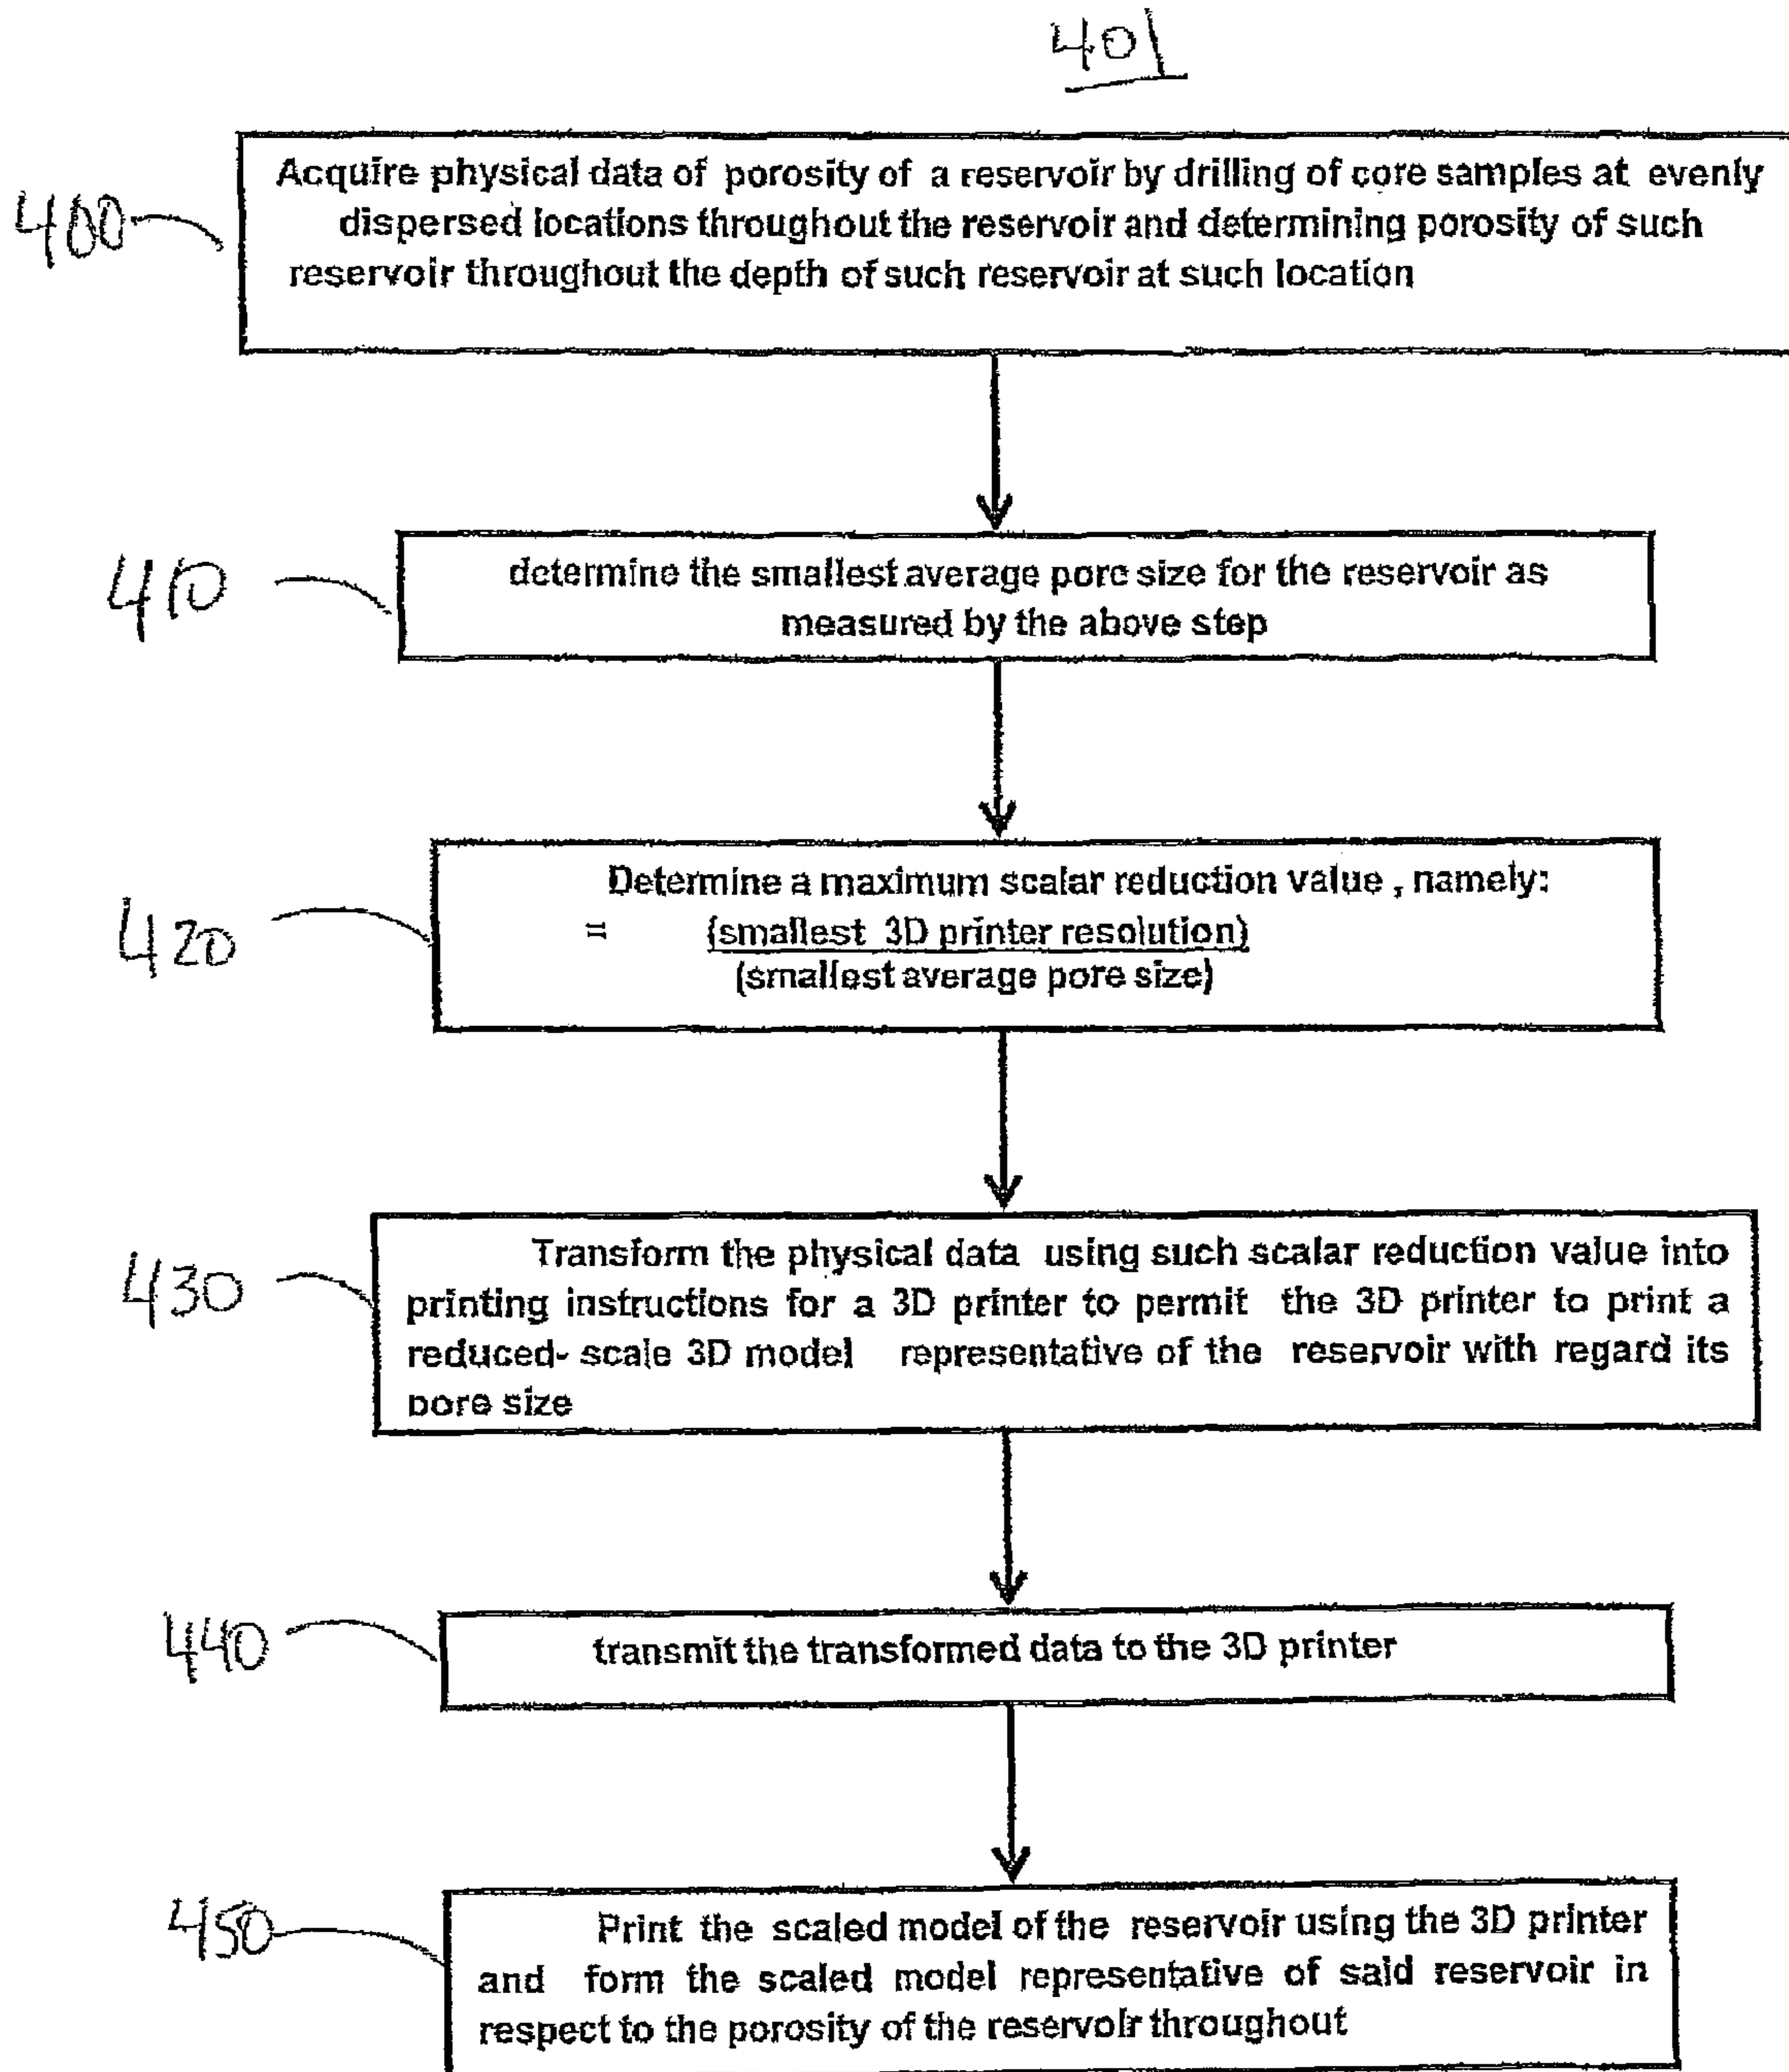 401
400
Acquire physical data of porosity of a reservoir by drilling of core samples at evenly
dispersed locations throughout the reservoir and determining porosity of such
reservoir throughout the depth of such reservoir at such location
410
determine the smallest average pore size for the reservoir as
measured by the above step
420
Determine a maximum scalar reduction value , namely:
= (smallest 3D printer resolution)
(smallest average pore size)
430
Transform the physical data using such scalar reduction value into
printing instructions for a 3D printer to permit the 3D printer to print a
reduced- scale 3D model representative of the reservoir with regard its
pore size
440
transmit the transformed data to the 3D printer
450
Print the scaled model of the reservoir using the 3D printer
and form the scaled model representative of said reservoir in
respect to the porosity of the reservoir throughout